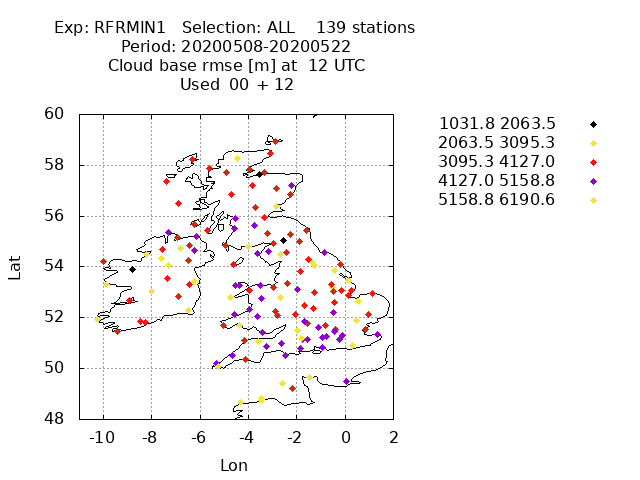 Exp: RFRMIN1 Selection: ALL 139 stations
Period: 20200508-20200522
Cloud base rmse [m] at 12 UTC
Used 00 + 12
60
58
56
54
52
50
48
Lat
-10 -8 -6 -4 -2 0 2
Lon
1031.8 2063.5
2063.5 3095.3
3095.3 4127.0
4127.0 5158.8
5158.8 6190.6